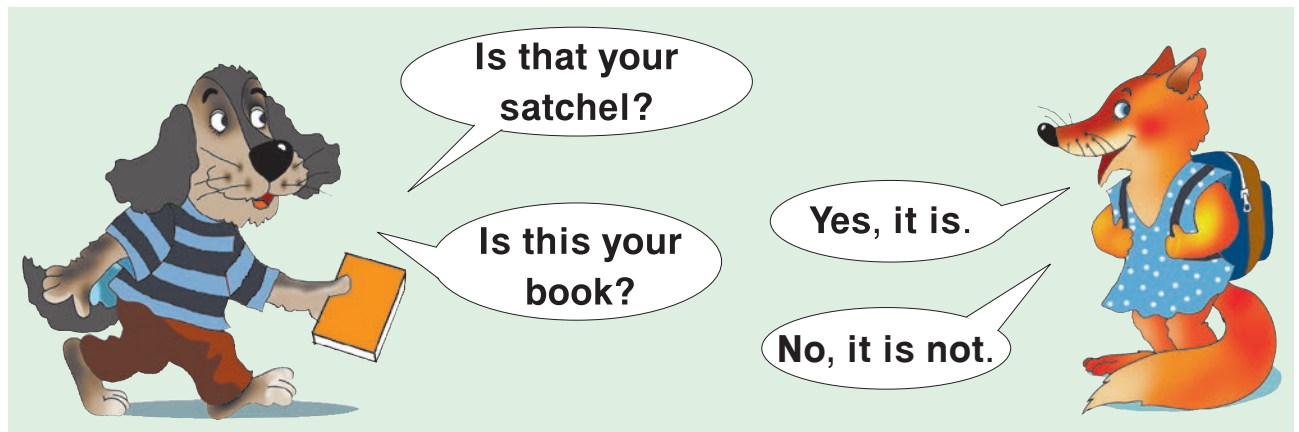 Is that your
satchel?
Yes, it is.
Is this your
book?
No, it is not.